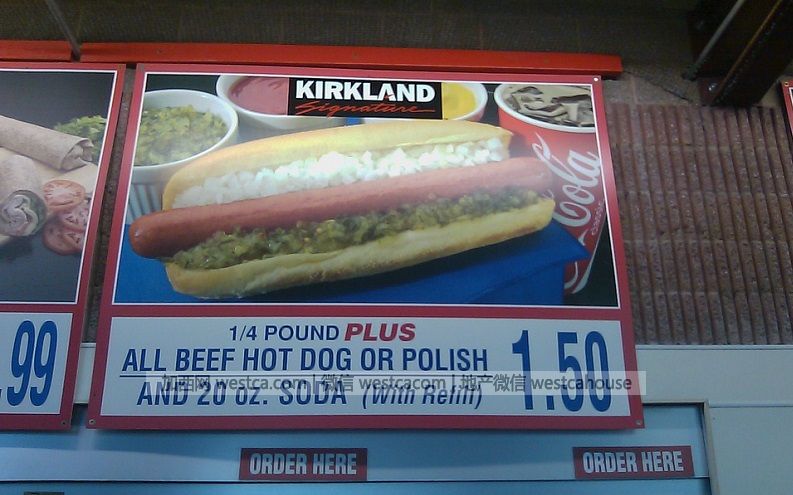 KIRKLAND
Signature
Cola
classic
1/4 POUND PLUS
ALL BEEF HOT DOG OR POLISH
AND 20 oz. SODA (With Refill)
1.50
.99
加西网 westca.com | 微信 westcacom | 地产微信 westcahouse
ORDER HERE
ORDER HERE